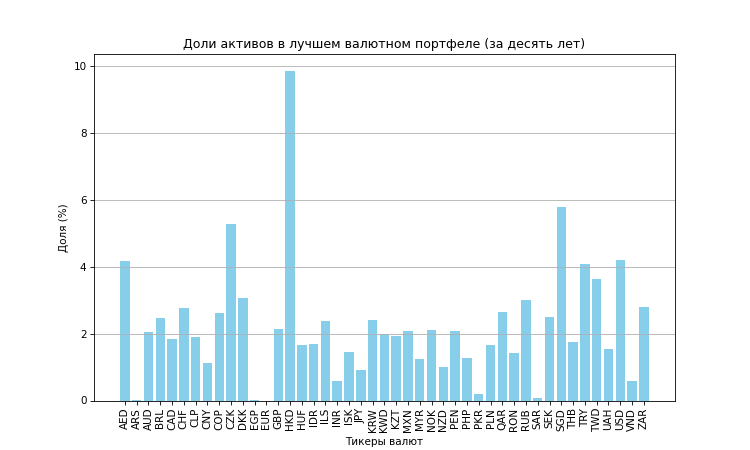 Доли активов в лучшем валютном портфеле (за десять лет)
Доля (%)
10
8
6
4
2
0
AED
ARS
AUD
BRL
CAD
CHF
CLP
CNY
COP
CZK
DKK
EGP
EUR
GBP
HKD
HUF
IDR
ILS
INR
ISK
JPY
KRW
KWD
KZT
MXN
MYR
NOK
NZD
PEN
PHP
PKR
PLN
QAR
RON
RUB
SAR
SEK
SGD
THB
TRY
TWD
UAH
USD
VND
ZAR
Тикеры валют